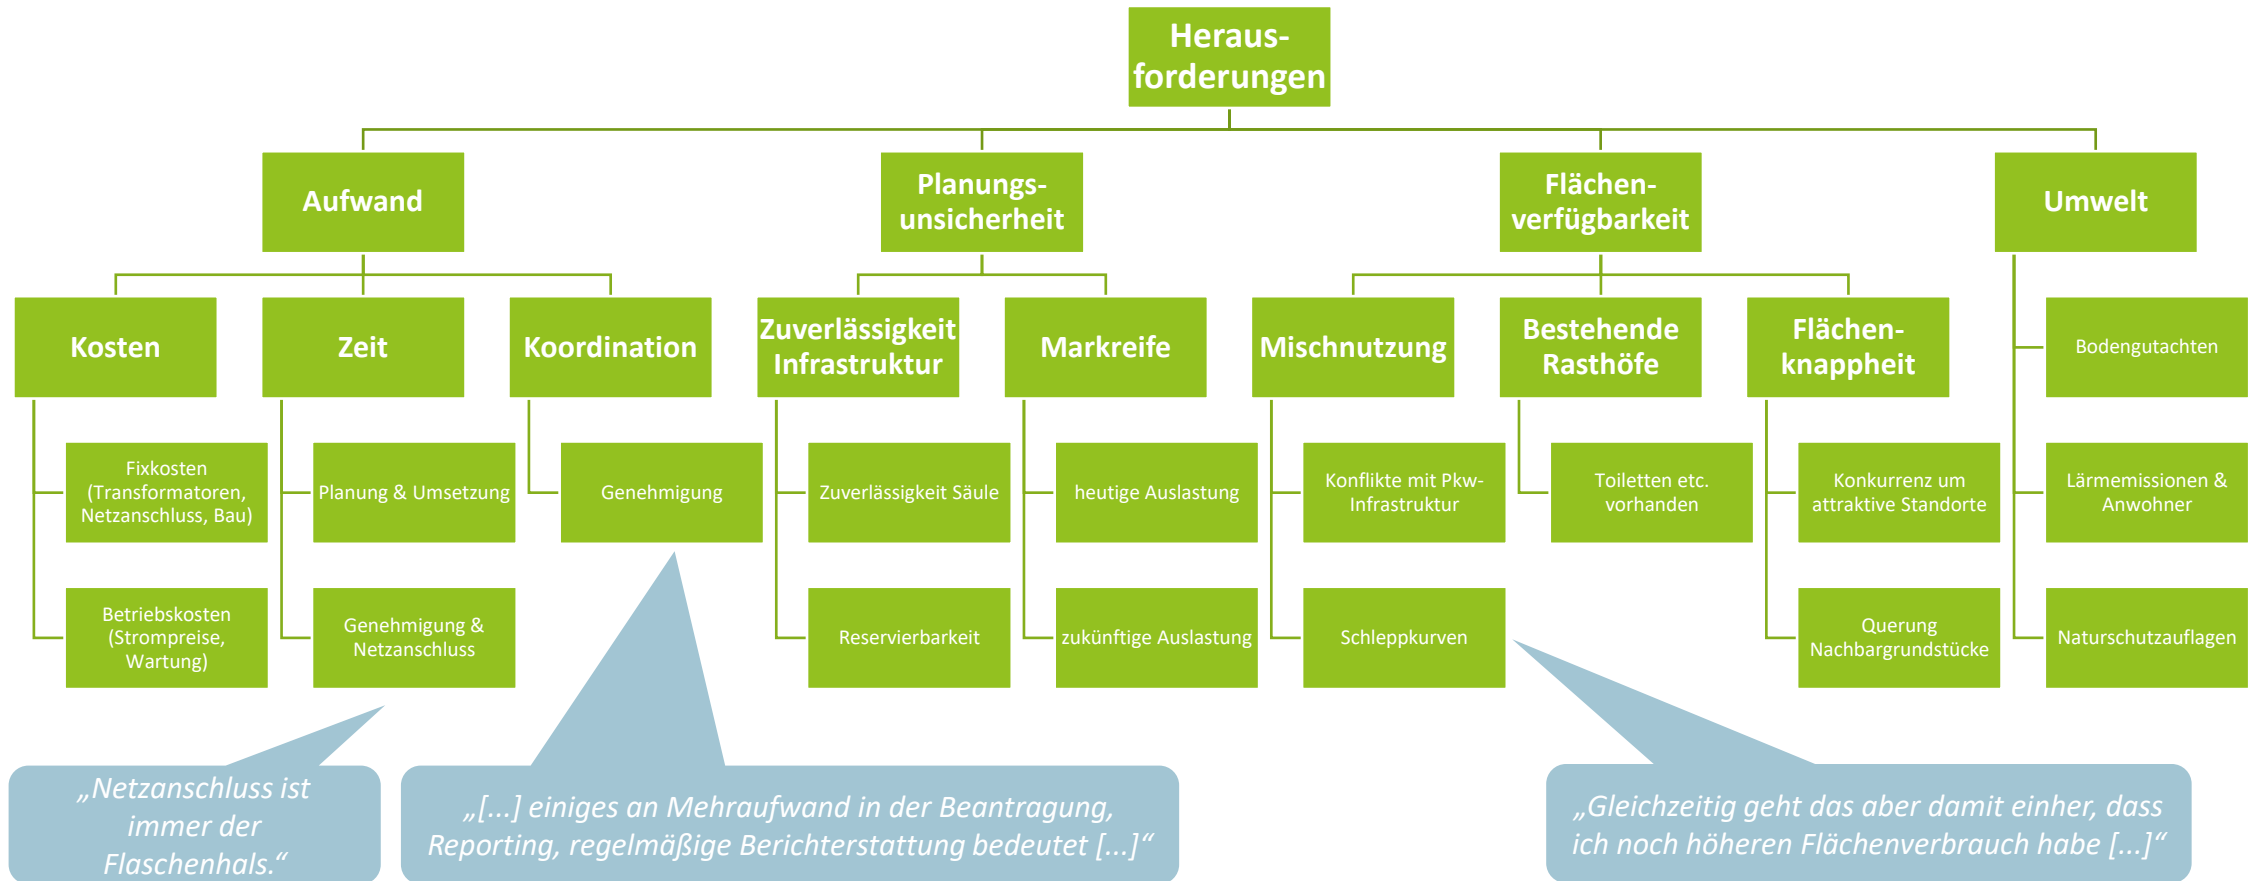 Heraus-
forderungen
Aufwand
Planungs-
unsicherheit
Flächen-
verfügbarkeit
Umwelt
Kosten
Zeit
Koordination
Zuverlässigkeit
Infrastruktur
Markreife
Mischnutzung
Bestehende
Rasthöfe
Flächen-
knappheit
Bodengutachten
Fixkosten
(Transformatoren,
Netzanschluss, Bau)
Planung & Umsetzung
Genehmigung
Zuverlässigkeit Säule
heutige Auslastung
Konflikte mit Pkw-
Infrastruktur
Toiletten etc.
vorhanden
Konkurrenz um
attraktive Standorte
Lärmemissionen &
Anwohner
Betriebskosten
(Strompreise,
Wartung)
Genehmigung &
Netzanschluss
Reservierbarkeit
zukünftige Auslastung
Schleppkurven
Querung
Nachbargrundstücke
Naturschutzauflagen
„Netzanschluss ist
immer der
Flaschenhals.“
„[...] einiges an Mehraufwand in der Beantragung,
Reporting, regelmäßige Berichterstattung bedeutet [...]“
„Gleichzeitig geht das aber damit einher, dass
ich noch höheren Flächenverbrauch habe [...]“